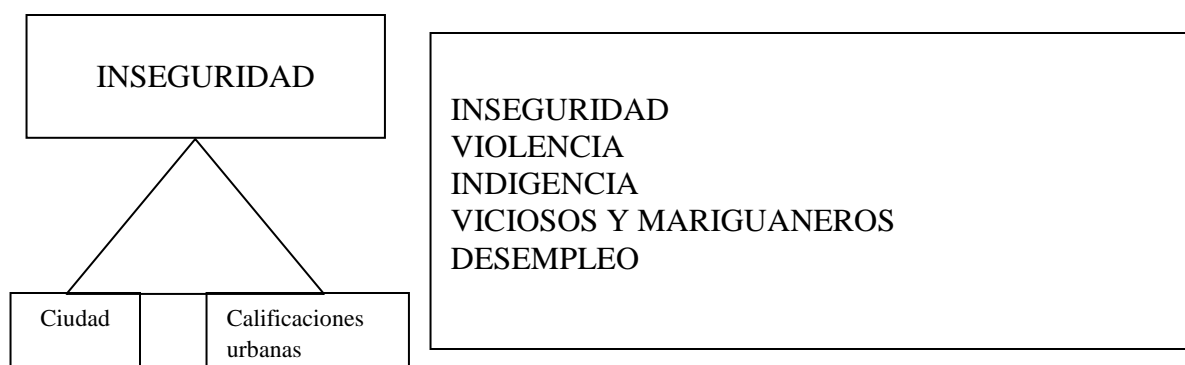 INSEGURIDAD
Ciudad
Calificaciones
urbanas
INSEGURIDAD
VIOLENCIA
INDIGENCIA
VICIOSOS Y MARIGUANEROS
DESEMPLEO